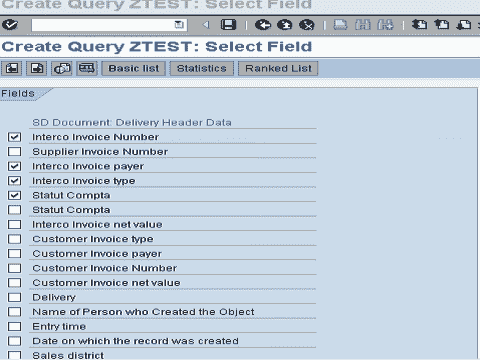 Create Query ZTEST: Select Field
Create Query ZTEST: Select Field
Basic list Statistics Ranked List
Fields
SD Document: Delivery Header Data
Interco Invoice Number
Supplier Invoice Number
Interco Invoice payer
Interco Invoice type
Statut Compta
Statut Compta
Interco Invoice net value
Customer Invoice type
Customer Invoice payer
Customer Invoice Number
Customer Invoice net value
Delivery
Name of Person who Created the Object
Entry time
Date on which the record was created
Sales district